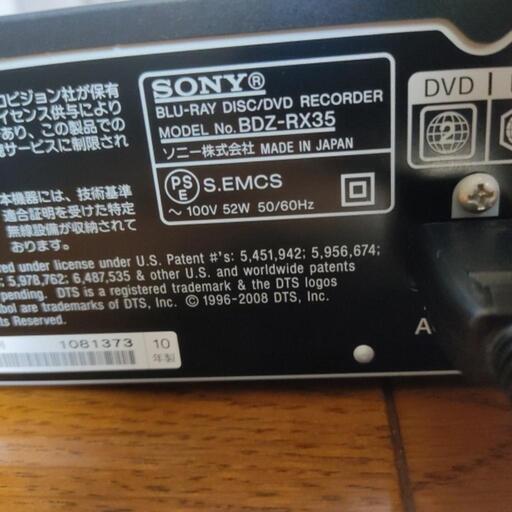 ロビジョン社が保有
イセンス供与により
あり、この製品での
サービスに制限され
本機器には、技術基準
適合証明を受けた特定
無線設備が収納されて
おります。
SONY®
BLU-RAY DISC/DVD RECORDER
MODEL No. BDZ-RX35
ソニー株式会社 MADE IN JAPAN
PSE S.EMCS
～ 100V 52W 50/60Hz
DVD
2
red under license under U.S. Patent #'s: 5,451,942; 5,956,674;
; 5,978,762; 6,487,535 & other U.S. and worldwide patents
pending. DTS is a registered trademark & the DTS logos
bol are trademarks of DTS, Inc. © 1996-2008 DTS, Inc.
s Reserved.
1081373
10
年製
A